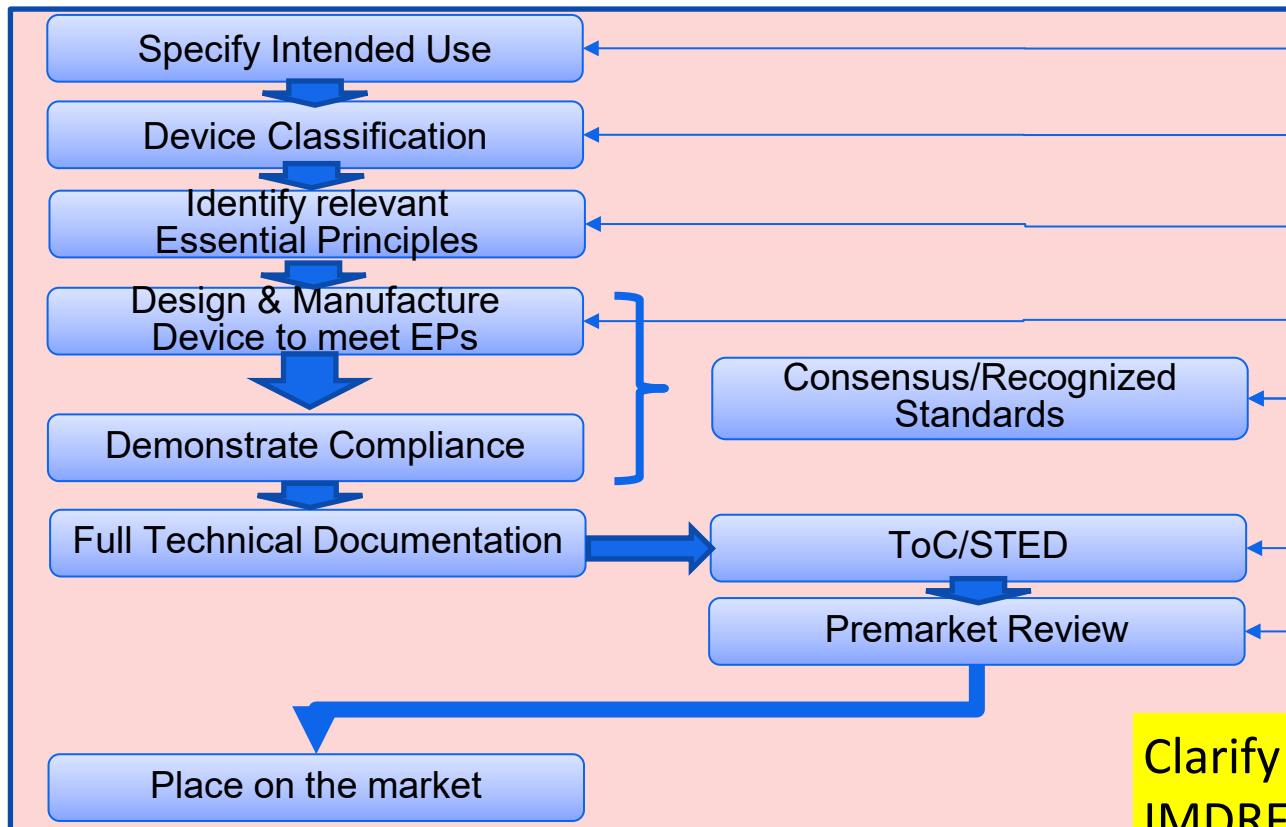 Specify Intended Use
Device Classification
Identify relevant
Essential Principles
Design & Manufacture
Device to meet EPs
Consensus/Recognized
Standards
Demonstrate Compliance
Full Technical Documentation
ToC/STED
Premarket Review
Place on the market
Clarify